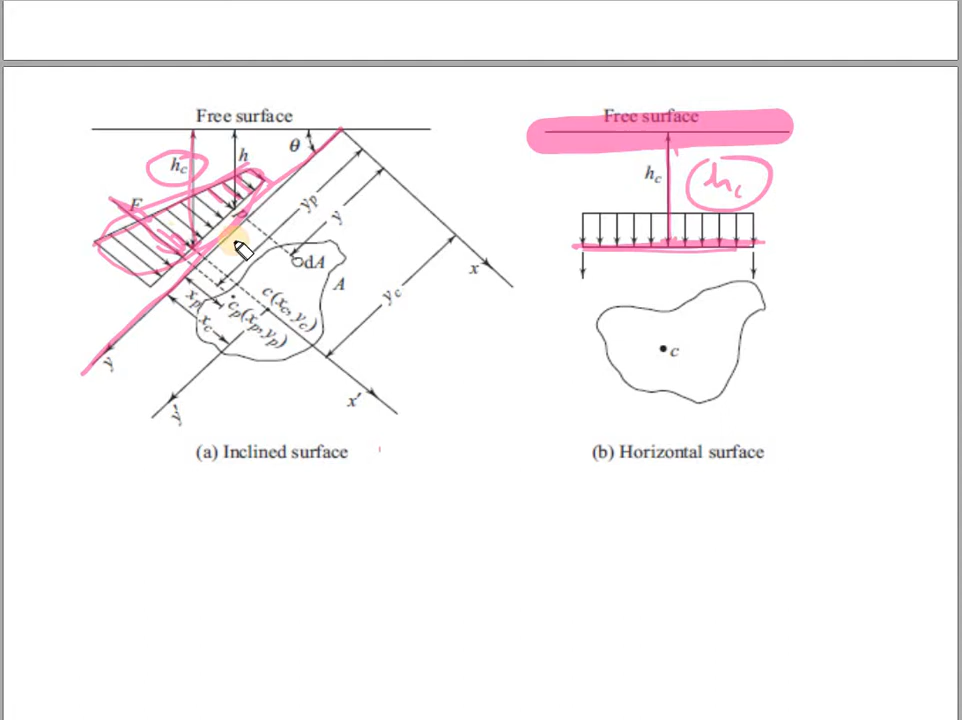 Free surface
θ
h
h_c
F
y_p
y
dA
A
x
c(x_c, y_c)
y_c
x_p
c_p(x_p, y_p)
x_c
y
x'
y'
(a) Inclined surface
Free surface
h_c
h_c
c
(b) Horizontal surface